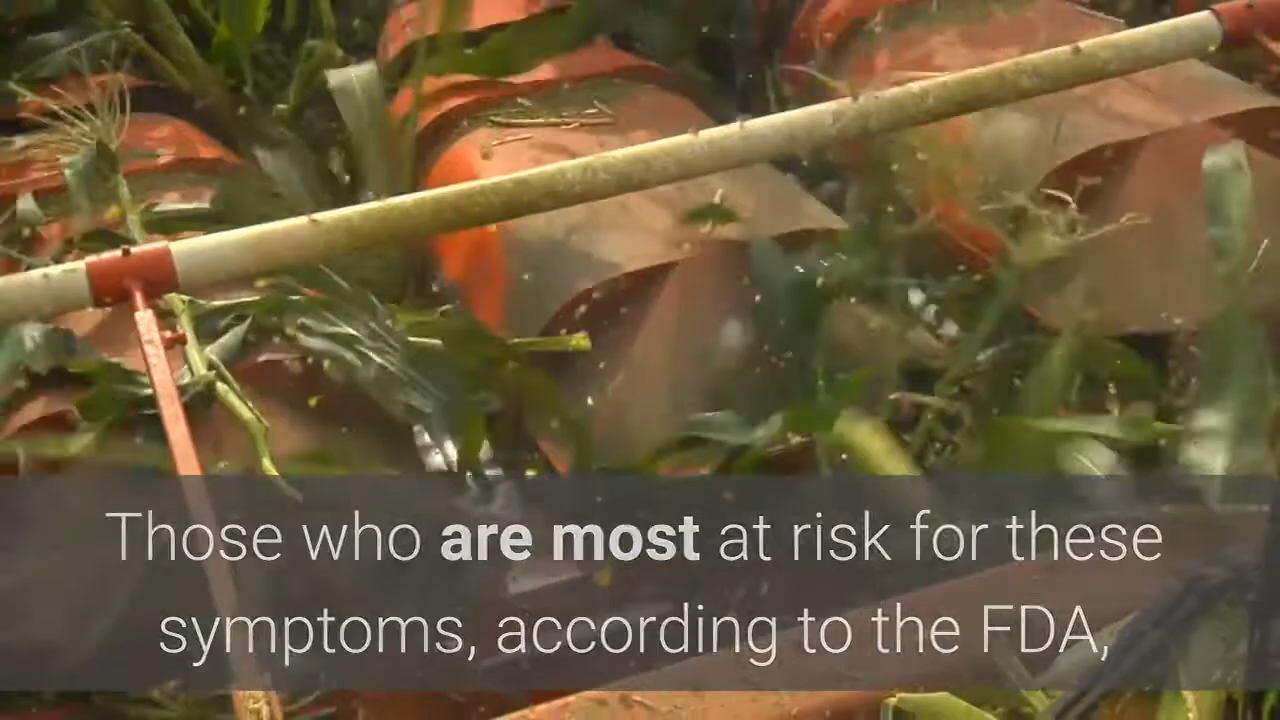 Those who are most at risk for these
symptoms, according to the FDA,